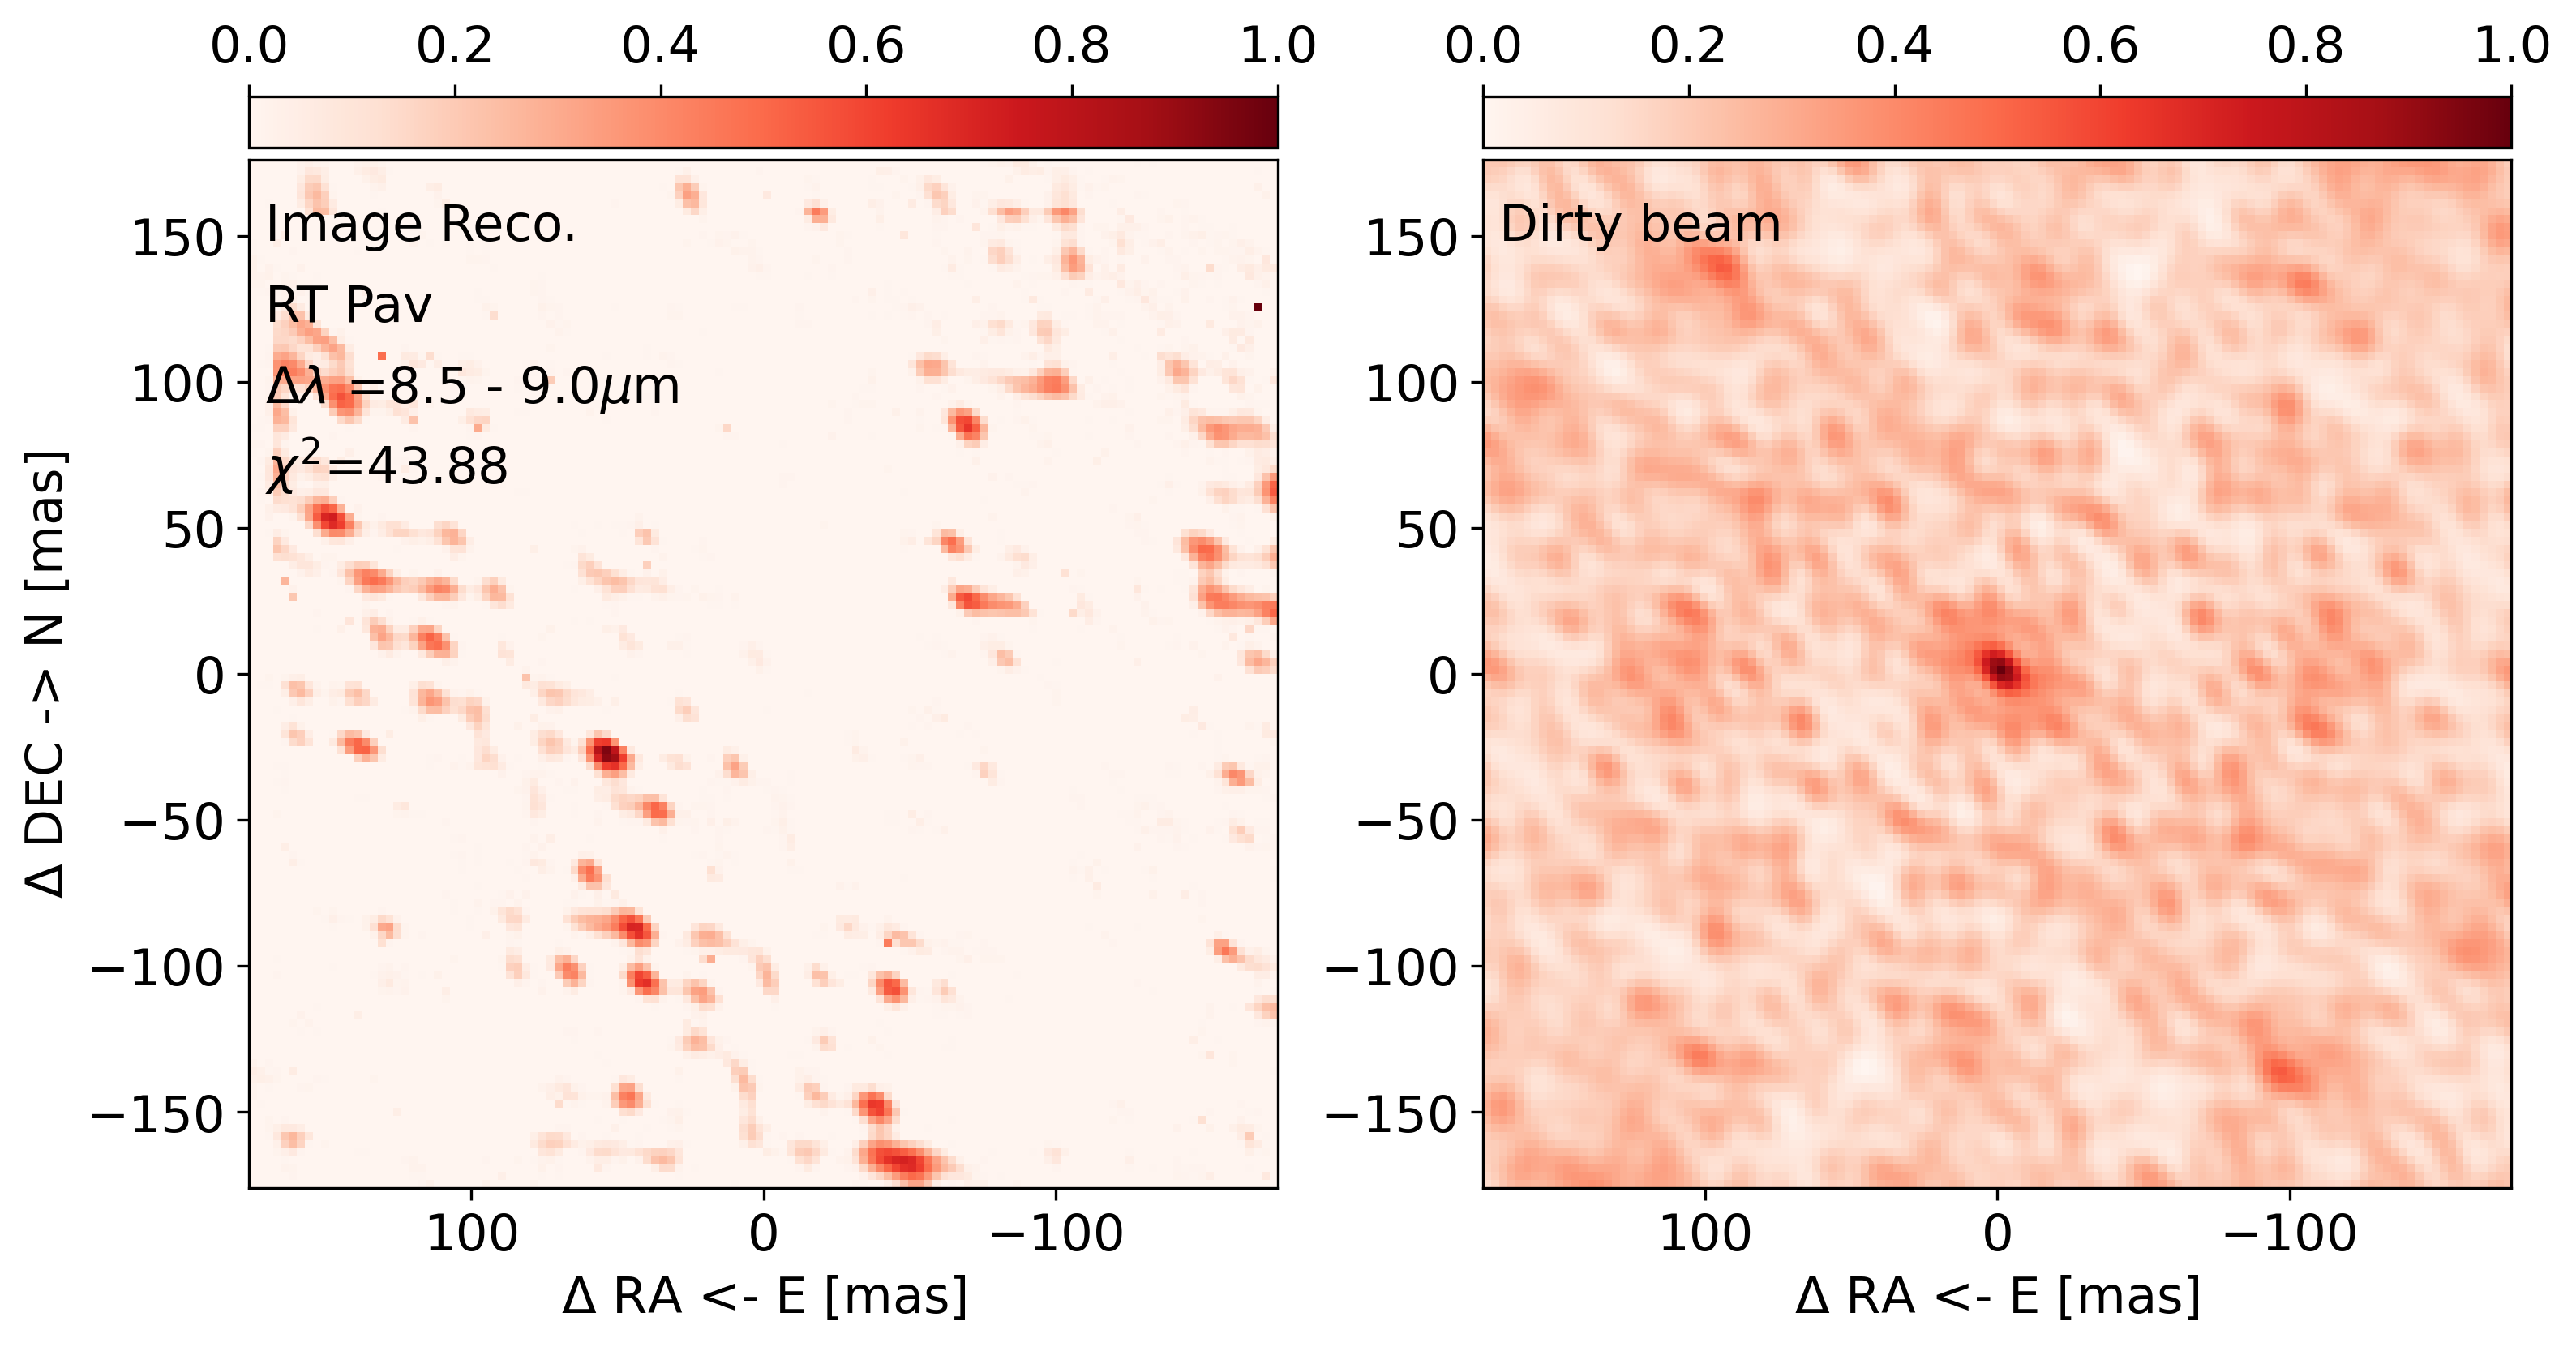 0.0 0.2 0.4 0.6 0.8 1.0
0.0 0.2 0.4 0.6 0.8 1.0
Image Reco.
RT Pav
Δλ =8.5 - 9.0μm
χ²=43.88
150
100
50
0
−50
−100
−150
Δ DEC -> N [mas]
100 0 −100
Δ RA <- E [mas]
Dirty beam
150
100
50
0
−50
−100
−150
100 0 −100
Δ RA <- E [mas]